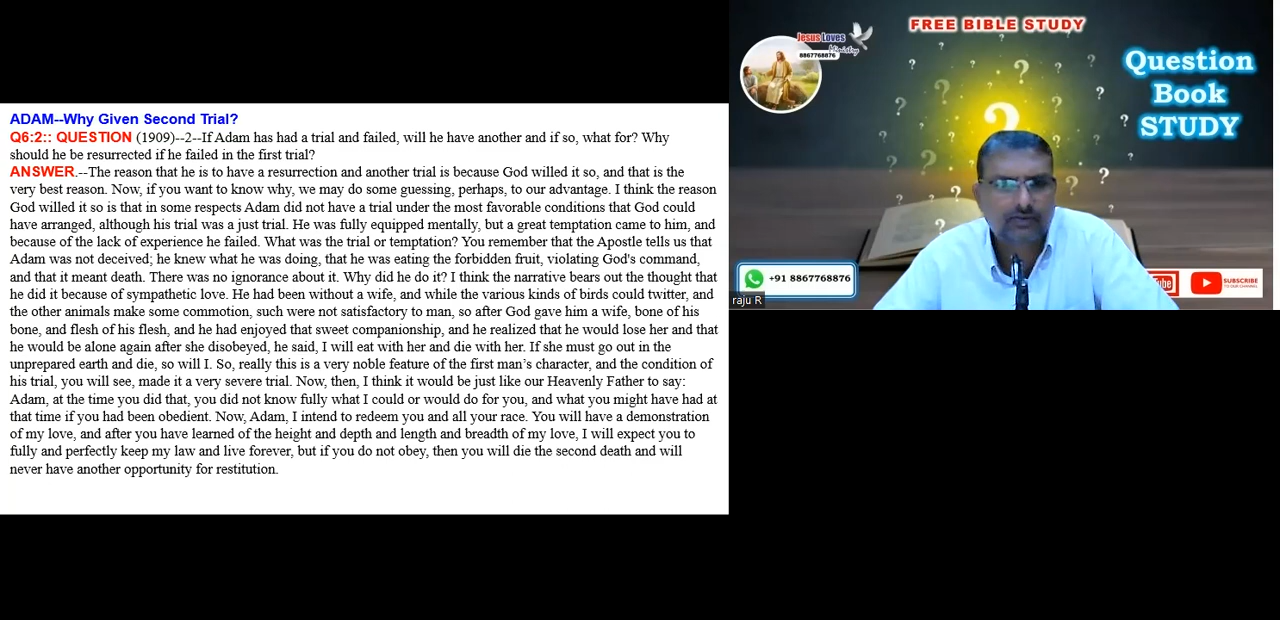 ADAM--Why Given Second Trial?
Q6:2:: QUESTION (1909)--2--If Adam has had a trial and failed, will he have another and if so, what for? Why
should he be resurrected if he failed in the first trial?
ANSWER.--The reason that he is to have a resurrection and another trial is because God willed it so, and that is the
very best reason. Now, if you want to know why, we may do some guessing, perhaps, to our advantage. I think the reason
God willed it so is that in some respects Adam did not have a trial under the most favorable conditions that God could
have arranged, although his trial was a just trial. He was fully equipped mentally, but a great temptation came to him, and
because of the lack of experience he failed. What was the trial or temptation? You remember that the Apostle tells us that
Adam was not deceived; he knew what he was doing, that he was eating the forbidden fruit, violating God's command,
and that it meant death. There was no ignorance about it. Why did he do it? I think the narrative bears out the thought that
he did it because of sympathetic love. He had been without a wife, and while the various kinds of birds could twitter, and
the other animals make some commotion, such were not satisfactory to man, so after God gave him a wife, bone of his
bone, and flesh of his flesh, and he had enjoyed that sweet companionship, and he realized that he would lose her and that
he would be alone again after she disobeyed, he said, I will eat with her and die with her. If she must go out in the
unprepared earth and die, so will I. So, really this is a very noble feature of the first man’s character, and the condition of
his trial, you will see, made it a very severe trial. Now, then, I think it would be just like our Heavenly Father to say:
Adam, at the time you did that, you did not know fully what I could or would do for you, and what you might have had at
that time if you had been obedient. Now, Adam, I intend to redeem you and all your race. You will have a demonstration
of my love, and after you have learned of the height and depth and length and breadth of my love, I will expect you to
fully and perfectly keep my law and live forever, but if you do not obey, then you will die the second death and will
never have another opportunity for restitution.
FREE BIBLE STUDY
Jesus Loves
Ministry
8867768876
Question
Book
STUDY
+91 8867768876
raju R
ube
SUBSCRIBE
TO OUR CHANNEL